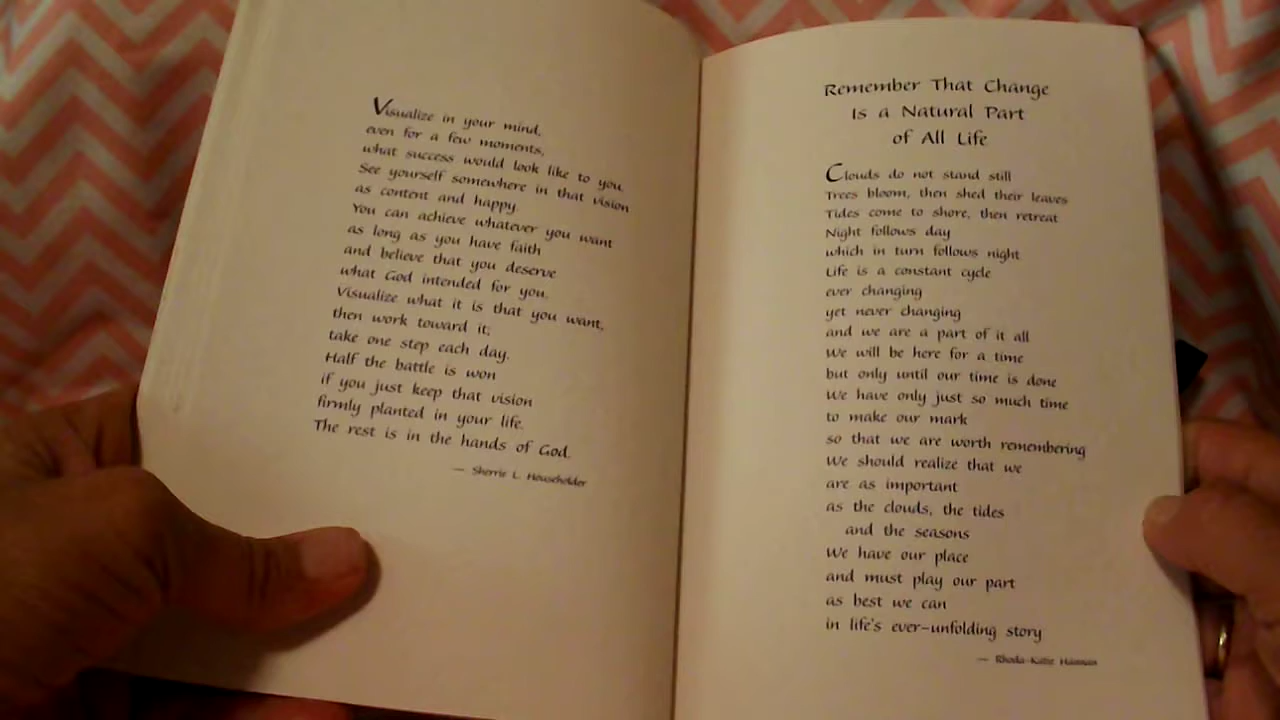 Visualize in your mind,
even for a few moments,
what success would look like to you.
See yourself somewhere in that vision
as content and happy.
You can achieve whatever you want
as long as you have faith
and believe that you deserve
what God intended for you.
Visualize what it is that you want,
then work toward it;
take one step each day.
Half the battle is won
if you just keep that vision
firmly planted in your life.
The rest is in the hands of God.
— Sherrie L. Householder
Remember That Change
Is a Natural Part
of All Life
Clouds do not stand still
Trees bloom, then shed their leaves
Tides come to shore, then retreat
Night follows day
which in turn follows night
Life is a constant cycle
ever changing
yet never changing
and we are a part of it all
We will be here for a time
but only until our time is done
We have only just so much time
to make our mark
so that we are worth remembering
We should realize that we
are as important
as the clouds, the tides
and the seasons
We have our place
and must play our part
as best we can
in life's ever-unfolding story
— Rhoda-Katie Hannan